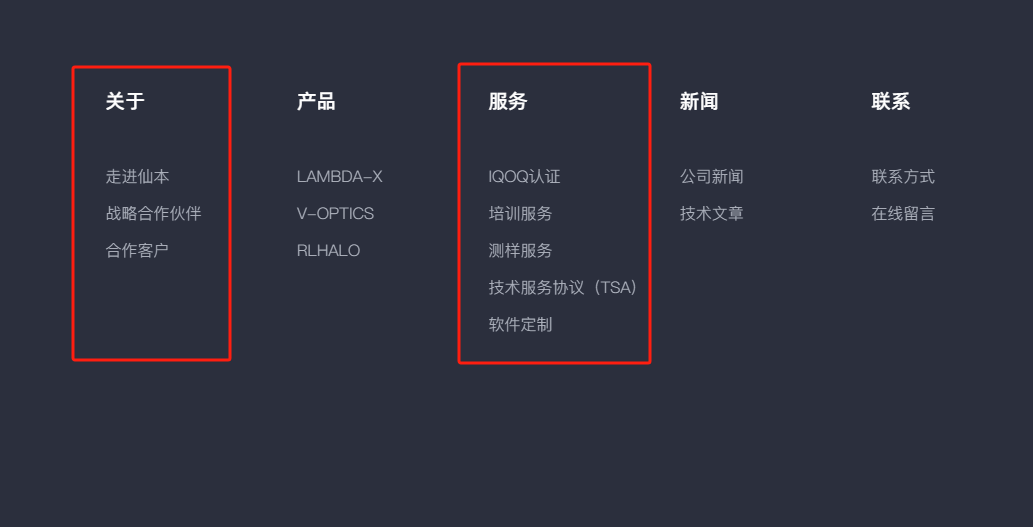 关于
走进仙本
战略合作伙伴
合作客户
产品
LAMBDA-X
V-OPTICS
RLHALO
服务
IQOQ认证
培训服务
测样服务
技术服务协议（TSA）
软件定制
新闻
公司新闻
技术文章
联系
联系方式
在线留言